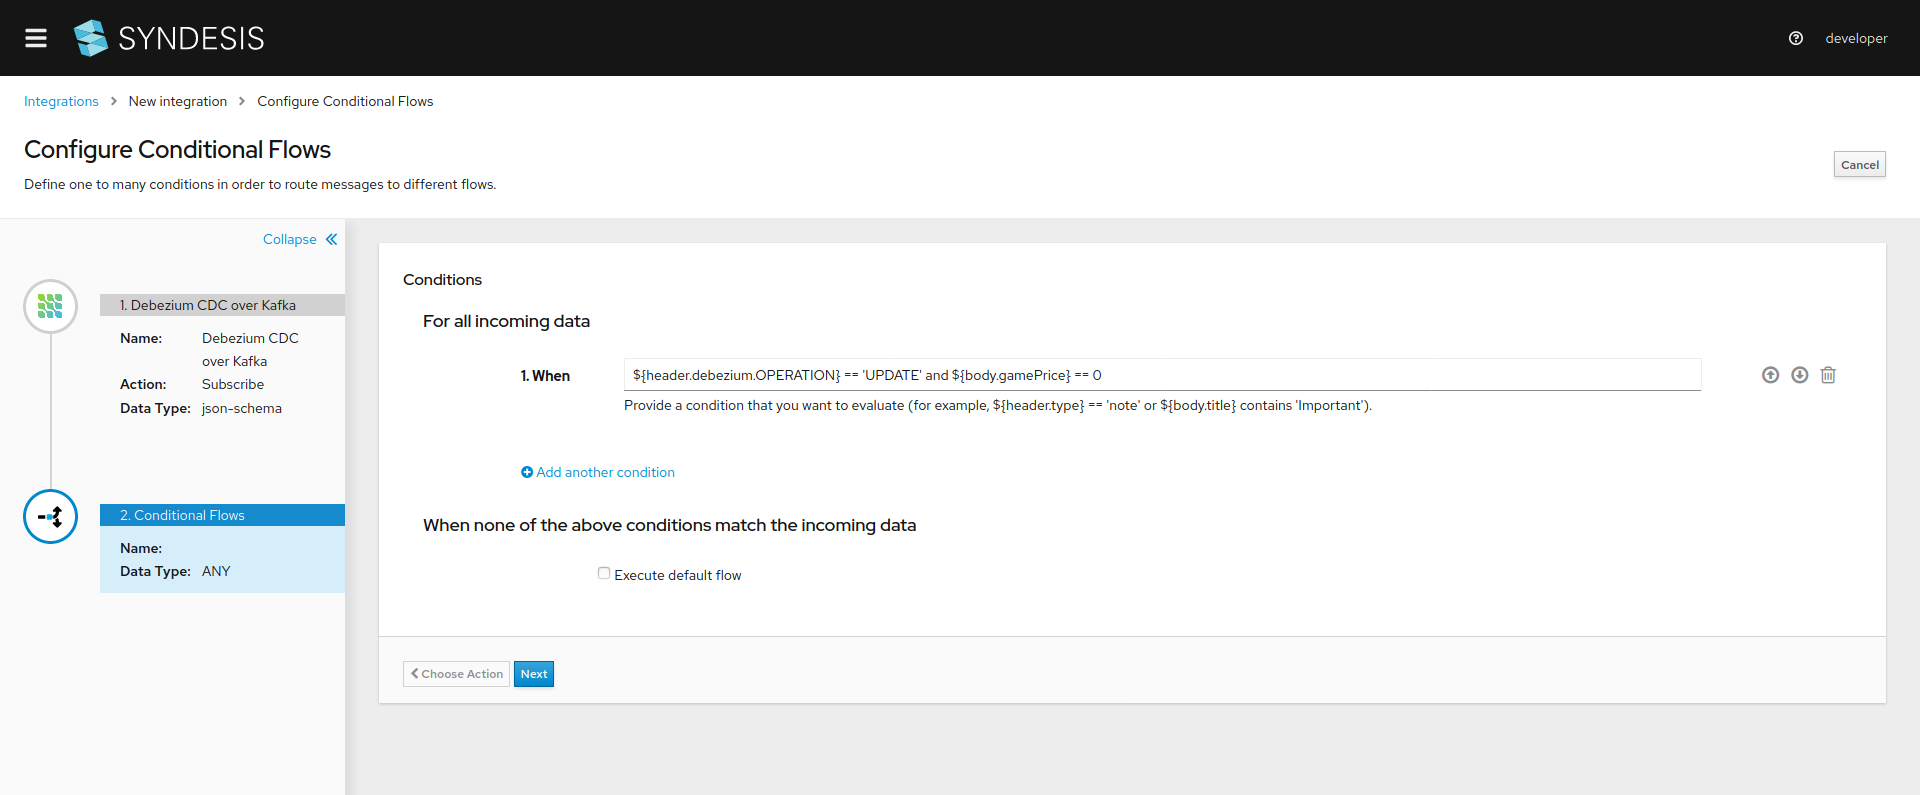 SYNDESIS
developer
Integrations > New integration > Configure Conditional Flows
Configure Conditional Flows
Cancel
Define one to many conditions in order to route messages to different flows.
Collapse
1. Debezium CDC over Kafka
Name: Debezium CDC
over Kafka
Action: Subscribe
Data Type: json-schema
2. Conditional Flows
Name:
Data Type: ANY
Conditions
For all incoming data
1. When ${header.debezium.OPERATION} == 'UPDATE' and ${body.gamePrice} == 0
Provide a condition that you want to evaluate (for example, ${header.type} == 'note' or ${body.title} contains 'Important').
Add another condition
When none of the above conditions match the incoming data
Execute default flow
Choose Action Next